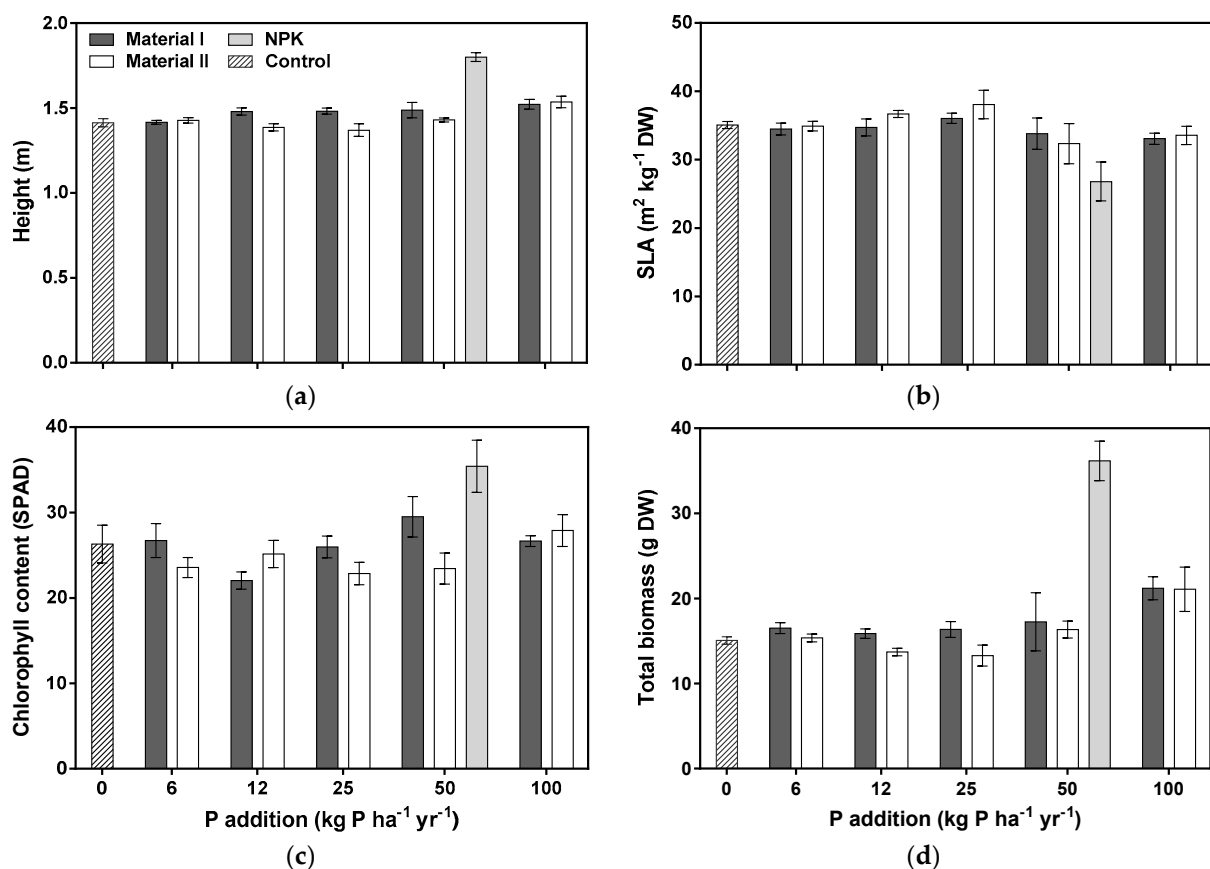 2.0
1.5
1.0
0.5
0.0
Height (m)
Material I
NPK
Material II
Control
(a)
50
40
30
20
10
0
SLA (m² kg⁻¹ DW)
(b)
40
30
20
0
Chlorophyll content (SPAD)
0 6 12 25 50 100
P addition (kg P ha⁻¹ yr⁻¹)
(c)
40
30
20
10
0
Total biomass (g DW)
0 6 12 25 50 100
P addition (kg P ha⁻¹ yr⁻¹)
(d)